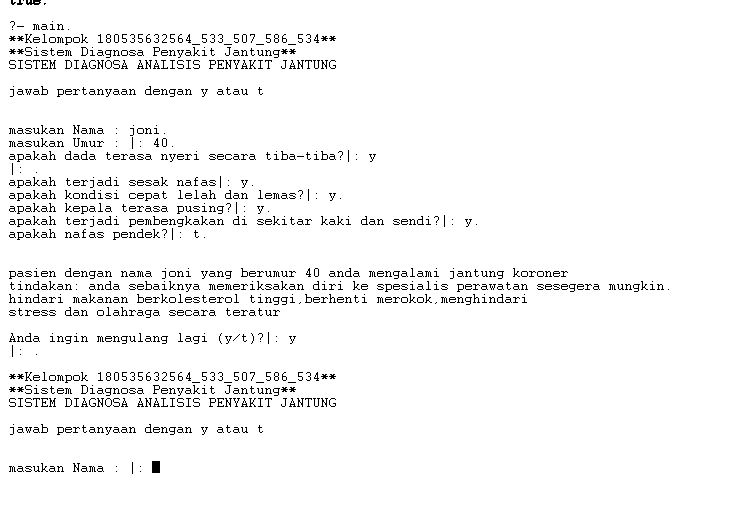 true.
?- main.
**Kelompok 180535632564_533_507_586_534**
**Sistem Diagnosa Penyakit Jantung**
SISTEM DIAGNOSA ANALISIS PENYAKIT JANTUNG
jawab pertanyaan dengan y atau t
masukan Nama : joni.
masukan Umur : |: 40.
apakah dada terasa nyeri secara tiba-tiba?|: y
|: .
apakah terjadi sesak nafas|: y.
apakah kondisi cepat lelah dan lemas?|: y.
apakah kepala terasa pusing?|: y.
apakah terjadi pembengkakan di sekitar kaki dan sendi?|: y.
apakah nafas pendek?|: t.
pasien dengan nama joni yang berumur 40 anda mengalami jantung koroner
tindakan: anda sebaiknya memeriksakan diri ke spesialis perawatan sesegera mungkin.
hindari makanan berkolesterol tinggi,berhenti merokok,menghindari
stress dan olahraga secara teratur
Anda ingin mengulang lagi (y/t)?|: y
|: .
**Kelompok 180535632564_533_507_586_534**
**Sistem Diagnosa Penyakit Jantung**
SISTEM DIAGNOSA ANALISIS PENYAKIT JANTUNG
jawab pertanyaan dengan y atau t
masukan Nama : |: